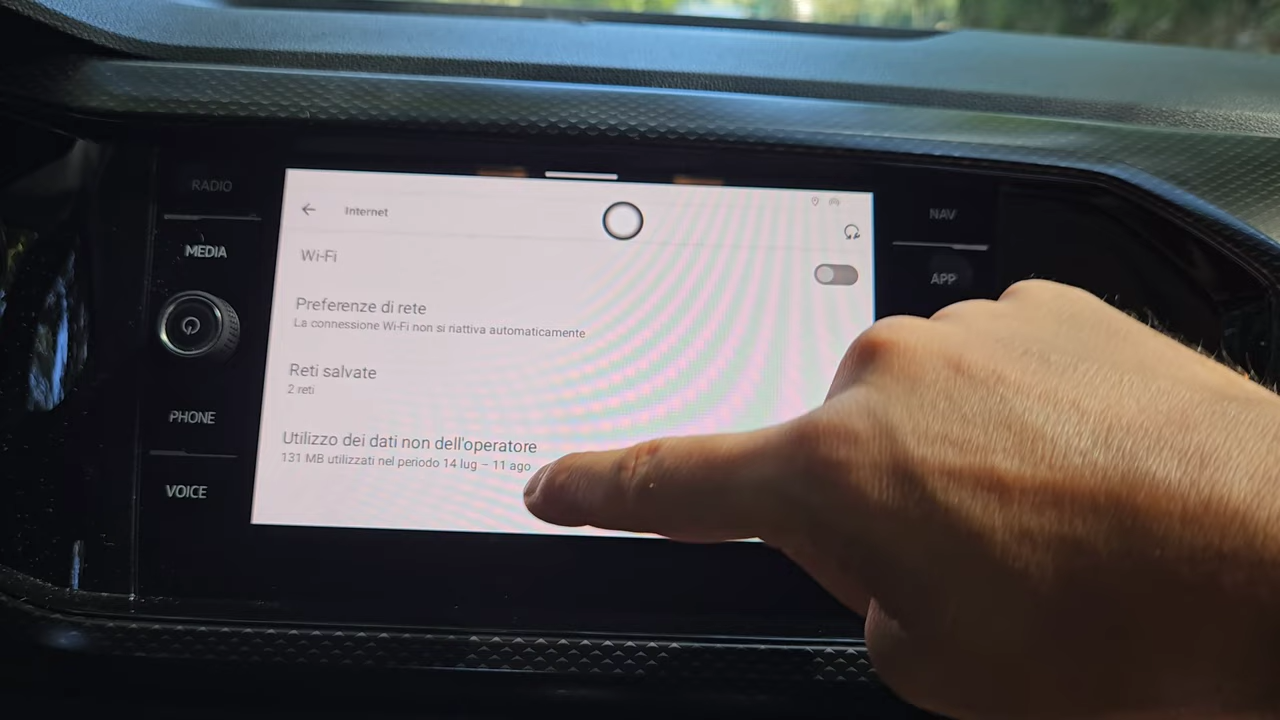 RADIO
MEDIA
PHONE
VOICE
Internet
Wi-Fi
Preferenze di rete
La connessione Wi-Fi non si riattiva automaticamente
Reti salvate
2 reti
Utilizzo dei dati non dell'operatore
131 MB utilizzati nel periodo 14 lug – 11 ago
NAV
APP